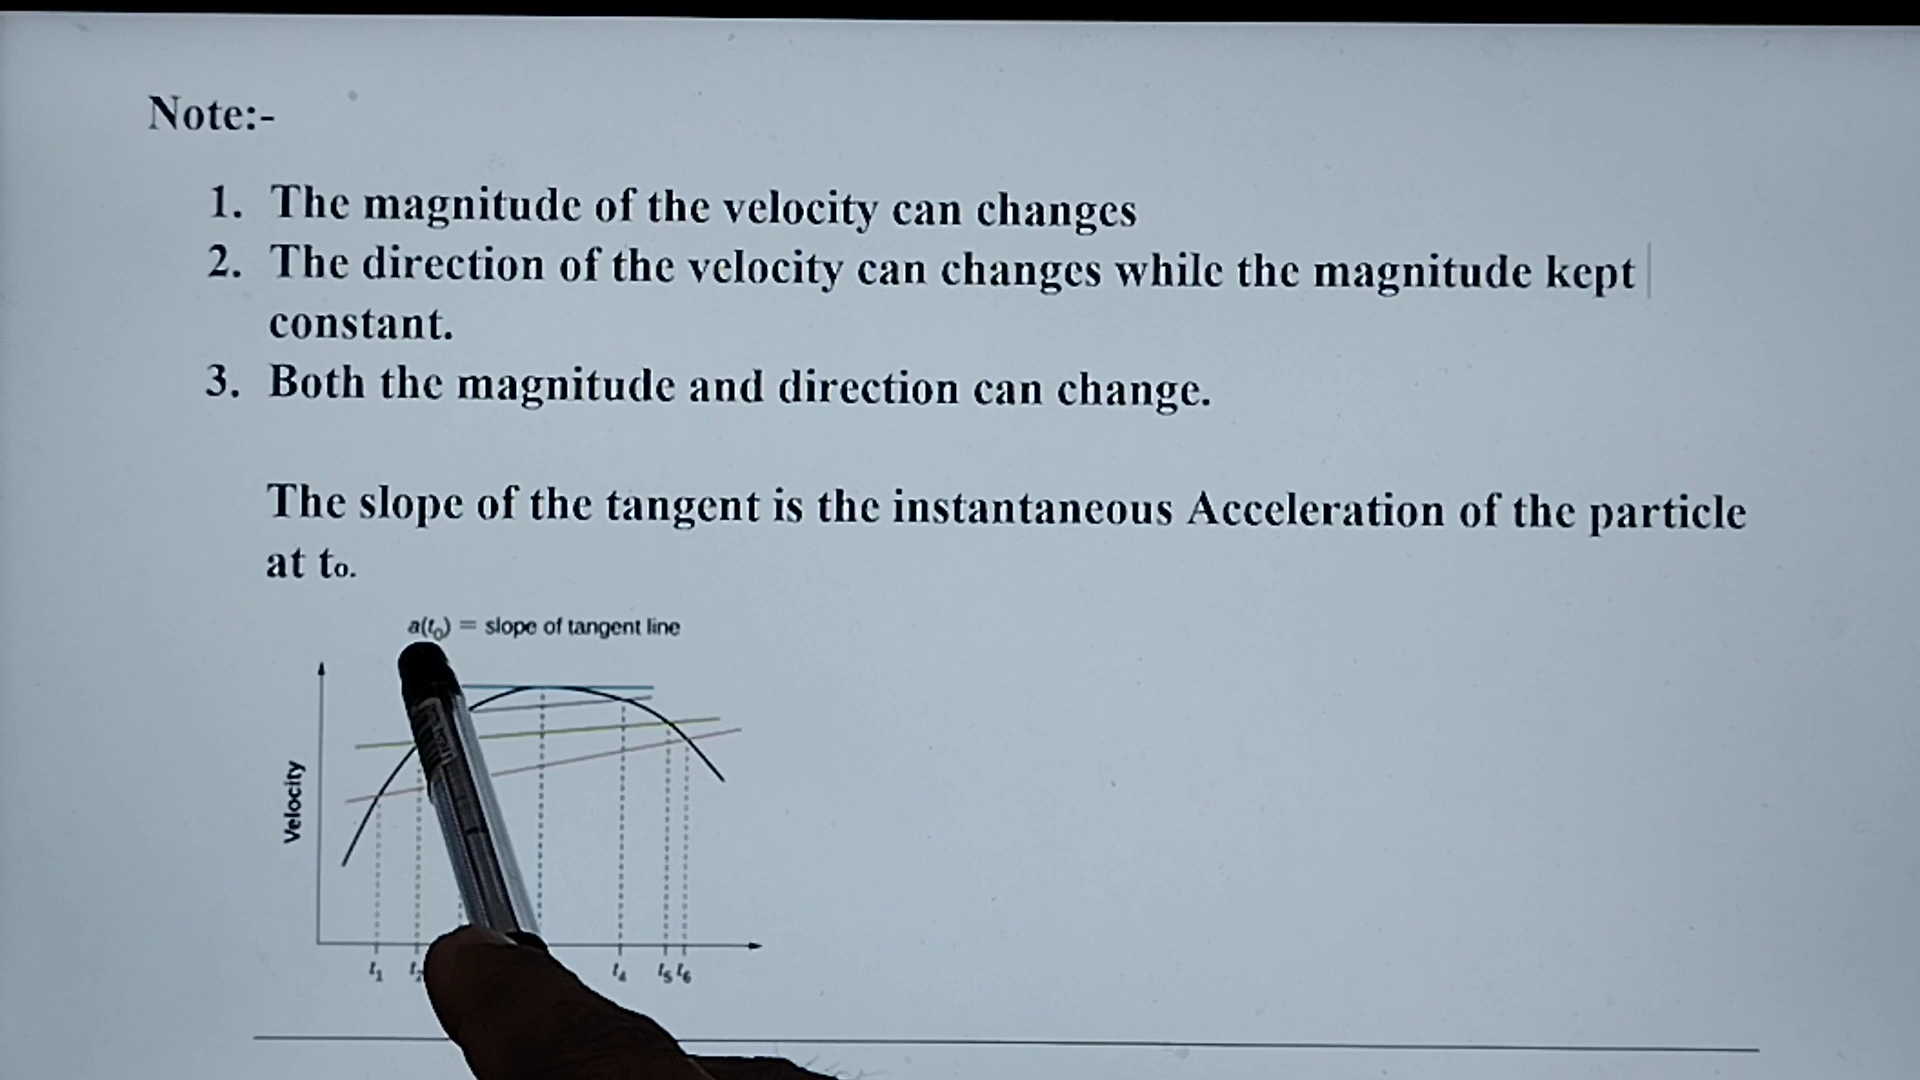 Note:-
1. The magnitude of the velocity can changes
2. The direction of the velocity can changes while the magnitude kept
constant.
3. Both the magnitude and direction can change.
The slope of the tangent is the instantaneous Acceleration of the particle
at to.
a(t₀) = slope of tangent line
Velocity
t₁ t₄ t₅ t₆